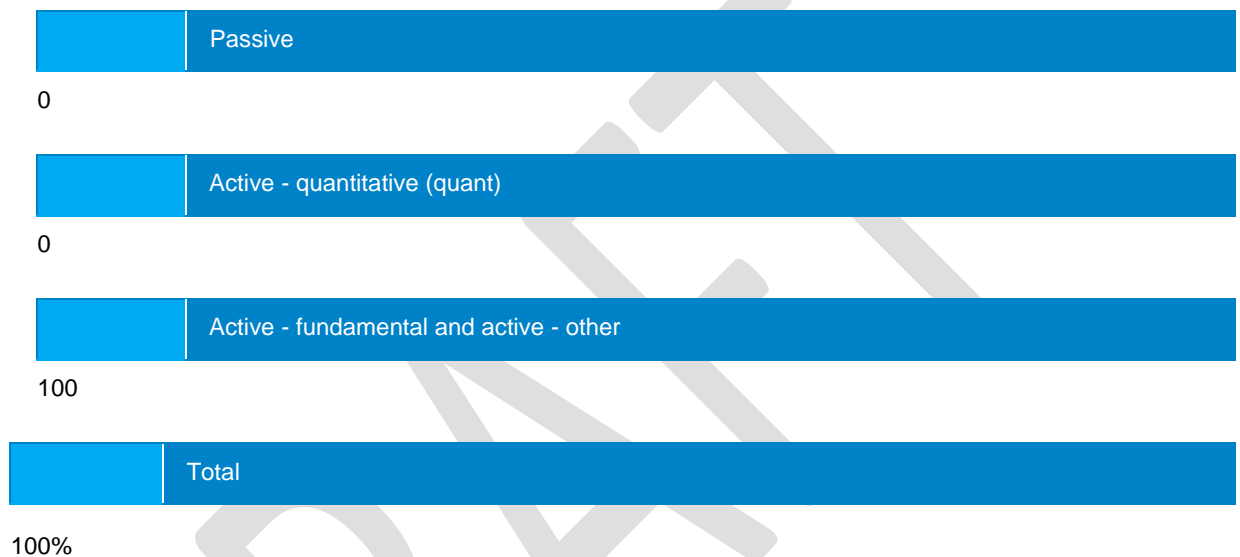 Passive
0
Active - quantitative (quant)
0
Active - fundamental and active - other
100
Total
100%